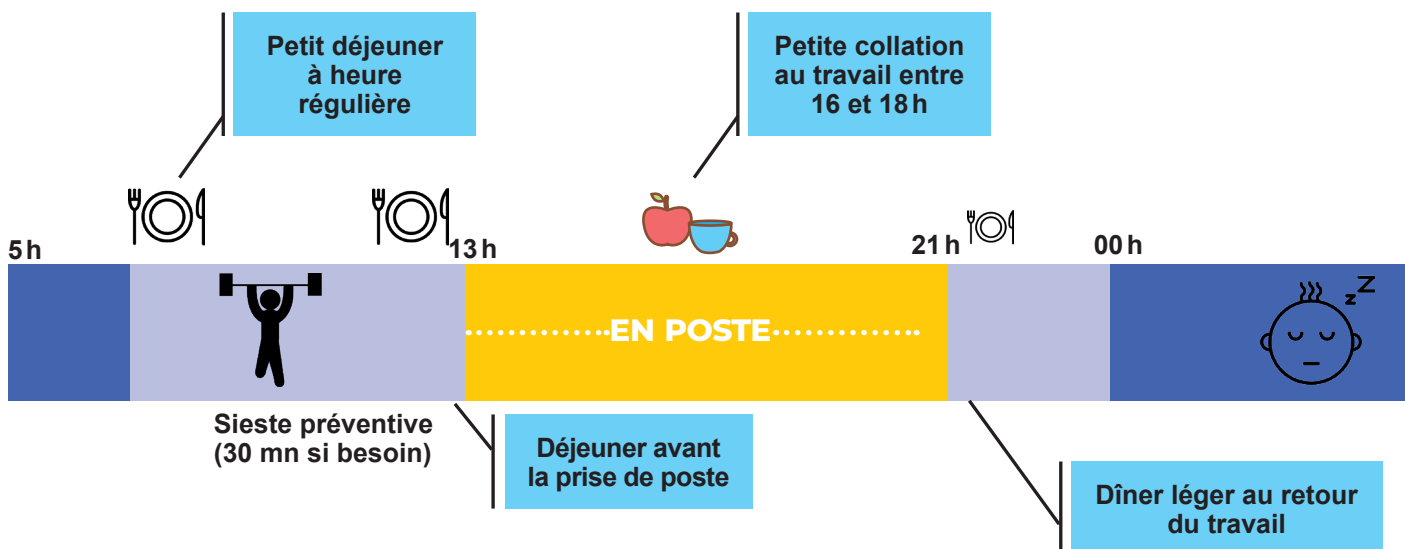 Petit déjeuner
à heure
régulière
Petite collation
au travail entre
16 et 18 h
5 h
13 h
21 h
00 h
z Z
EN POSTE
Sieste préventive
(30 mn si besoin)
Déjeuner avant
la prise de poste
Dîner léger au retour
du travail